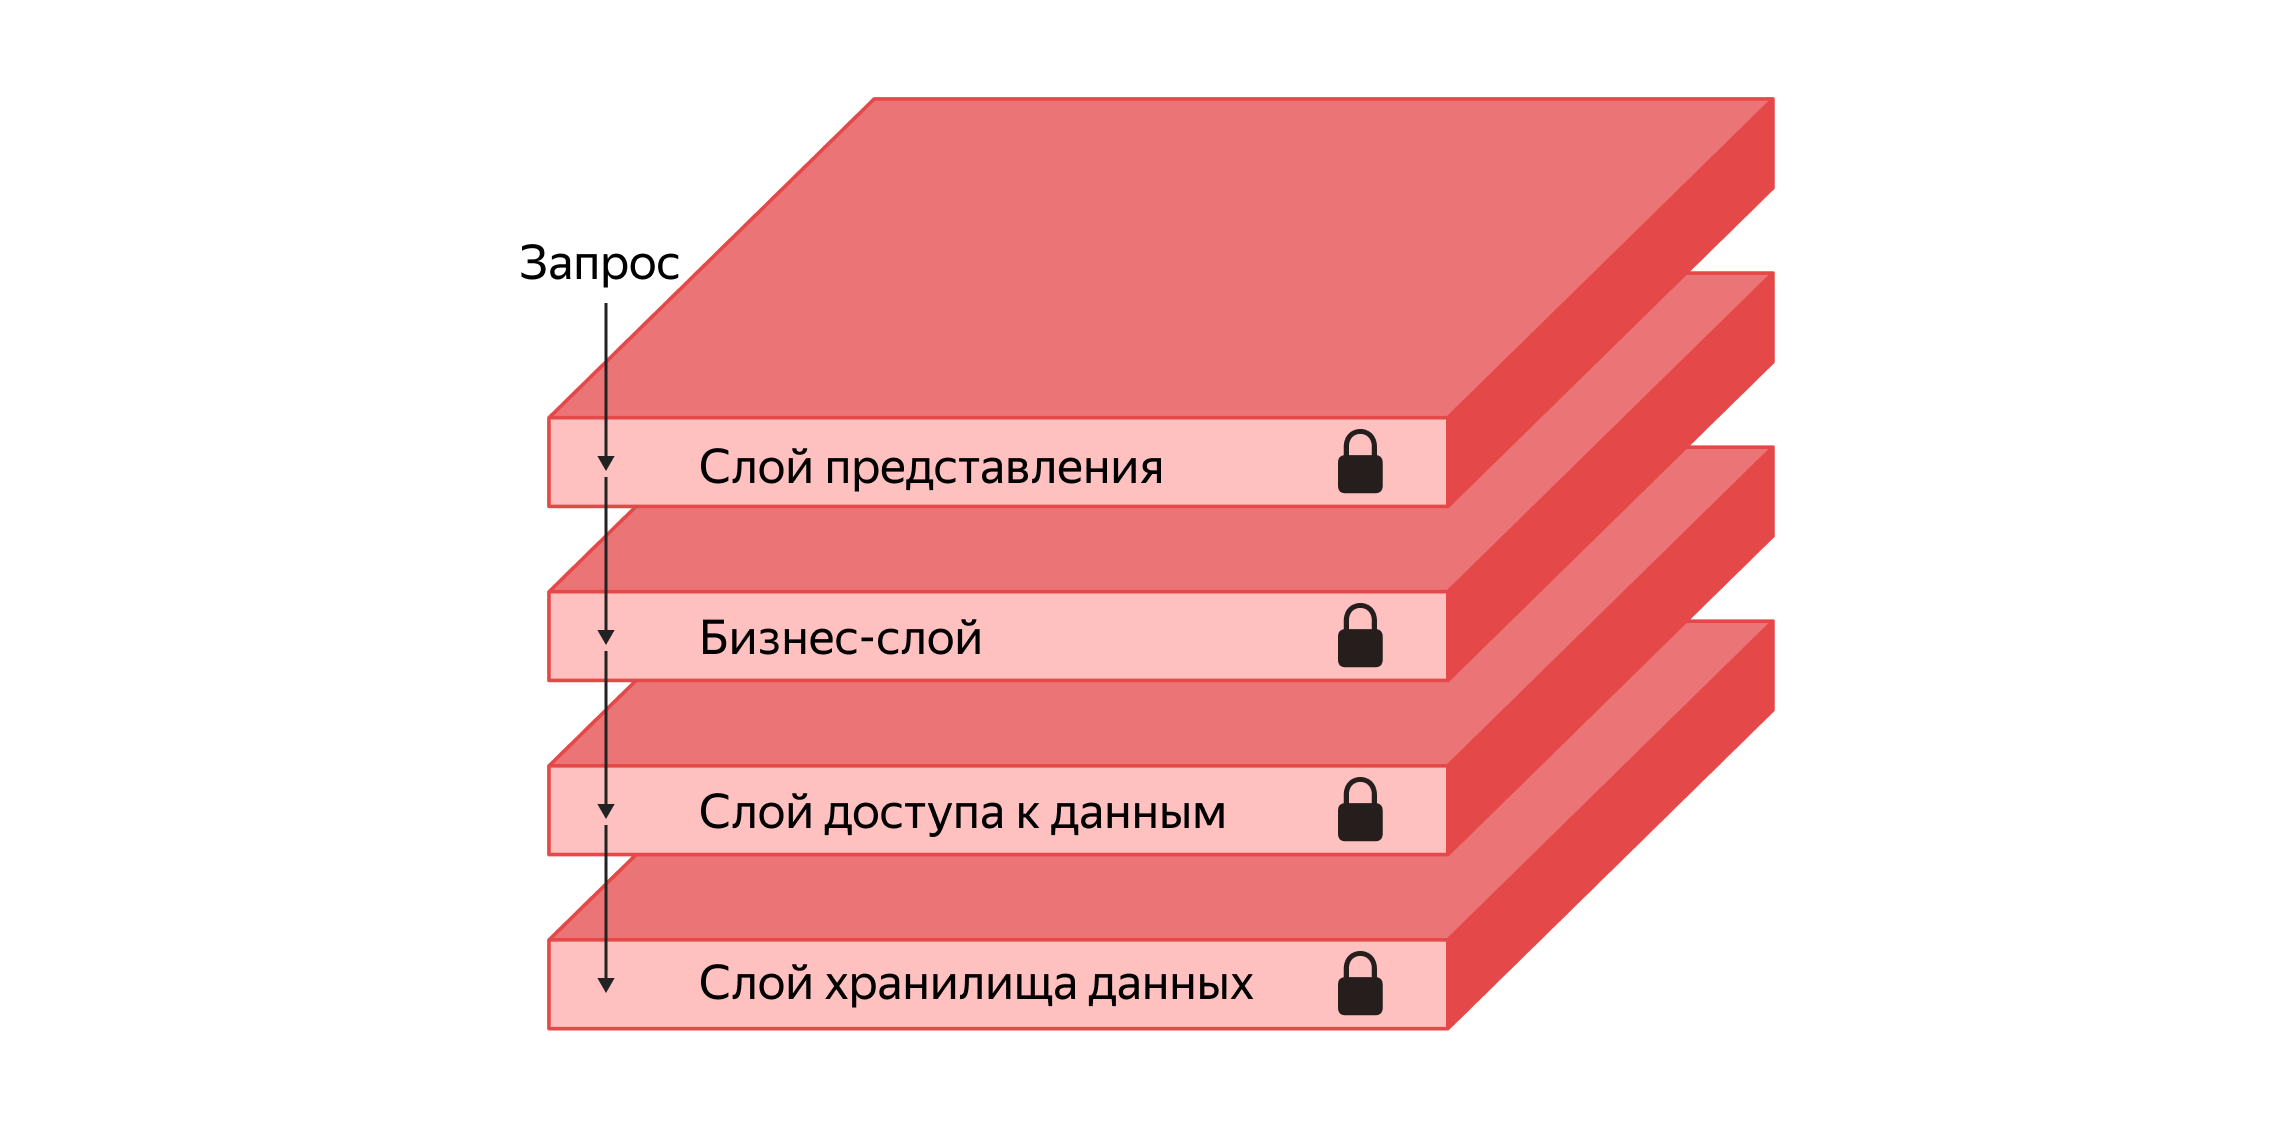 Запрос
Слой представления
Бизнес-слой
Слой доступа к данным
Слой хранилища данных